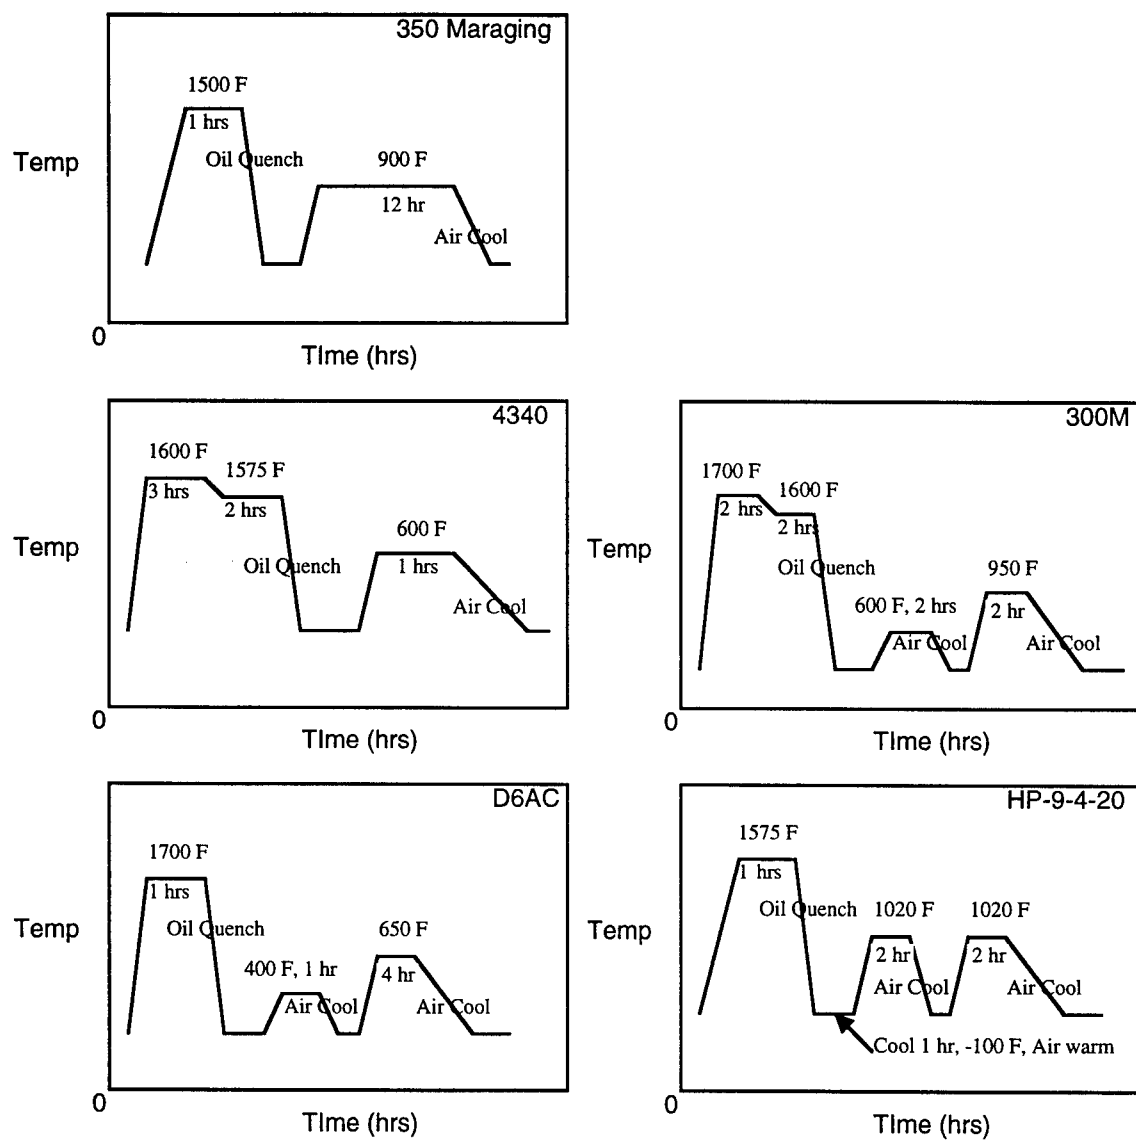 350 Maraging
1500 F
1 hrs
Oil Quench
900 F
12 hr
Air Cool
Temp
0
TIme (hrs)
4340
1600 F
3 hrs
1575 F
2 hrs
Oil Quench
600 F
1 hrs
Air Cool
Temp
0
TIme (hrs)
300M
1700 F
2 hrs
1600 F
2 hrs
Oil Quench
600 F, 2 hrs
Air Cool
950 F
2 hr
Air Cool
Temp
0
TIme (hrs)
D6AC
1700 F
1 hrs
Oil Quench
400 F, 1 hr
Air Cool
650 F
4 hr
Air Cool
Temp
0
TIme (hrs)
HP-9-4-20
1575 F
1 hrs
Oil Quench
1020 F
2 hr
Air Cool
1020 F
2 hr
Air Cool
Cool 1 hr, -100 F, Air warm
Temp
0
TIme (hrs)